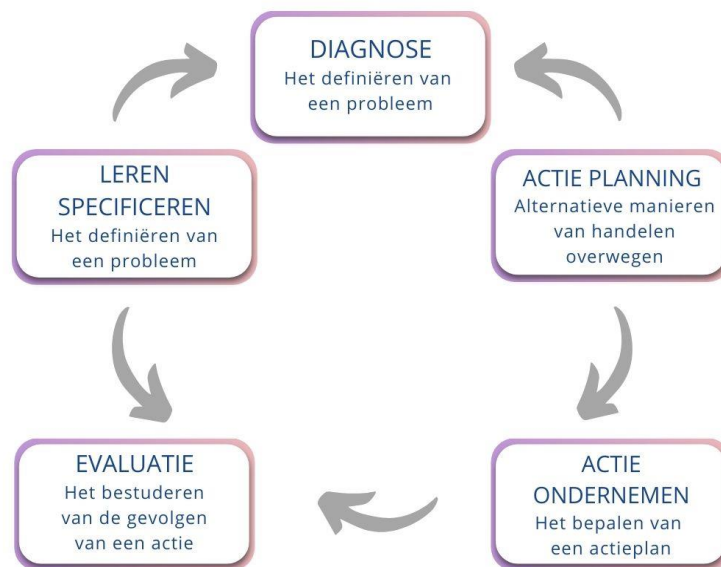 DIAGNOSE
Het definiëren van
een probleem
LEREN
SPECIFICEREN
Het definiëren van
een probleem
ACTIE PLANNING
Alternatieve manieren
van handelen
overwegen
EVALUATIE
Het bestuderen
van de gevolgen
van een actie
ACTIE
ONDERNEMEN
Het bepalen van
een actieplan